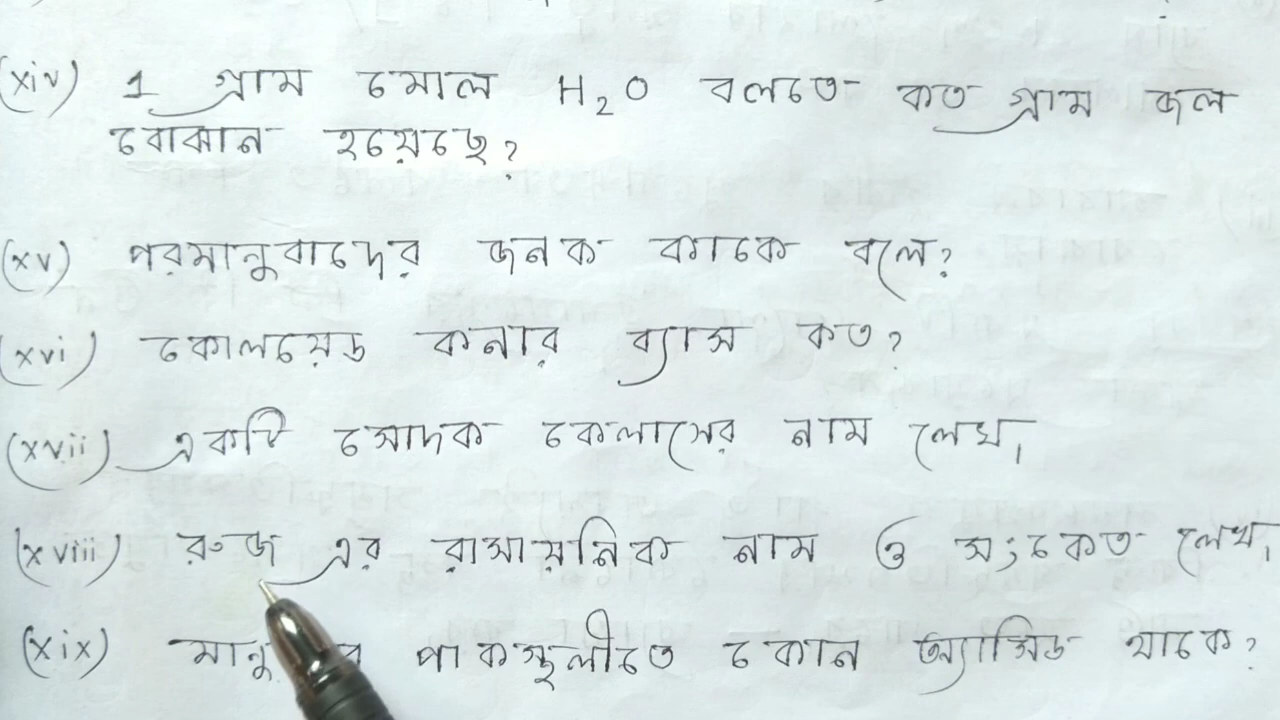 (xiv) 1 গ্রাম মোল H₂O বলতে কত গ্রাম জল
বোঝান হয়েছে?
(xv) পরমানুবাদের জনক কাকে বলে?
(xvi) কোলয়েড কনার ব্যাস কত?
(xvii) একটি সোদক কেলাসের নাম লেখ।
(xviii) রুজ এর রাসায়নিক নাম ও সংকেত লেখ।
(xix) পাকস্থলীতে কোন অ্যাসিড থাকে?